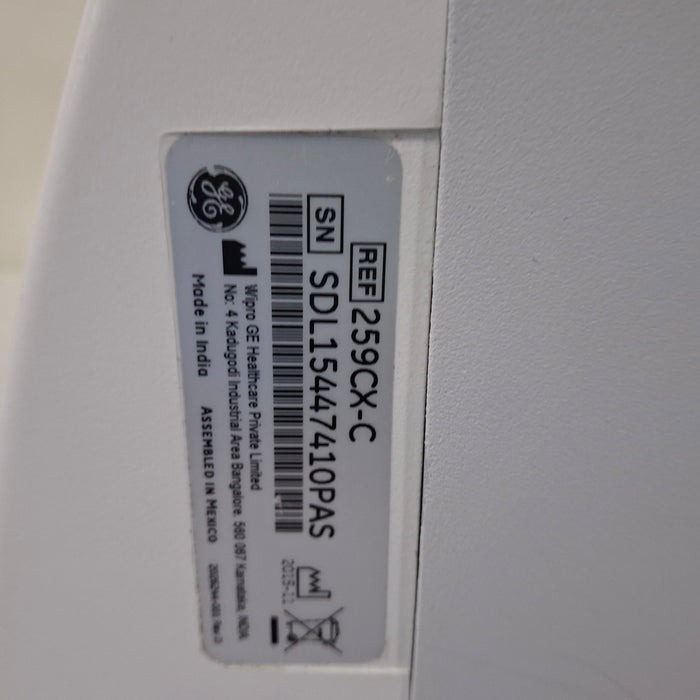 REF 259CX-C
SN SDL15447410PAS
2015-11
GE
Wipro GE Healthcare Private Limited
No: 4 Kadugodi Industrial Area Bangalore, 560 067 Karnataka, INDIA
Made in India ASSEMBLED IN MEXICO